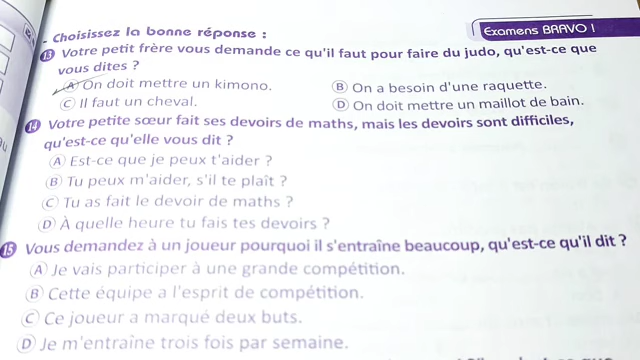 Examens BRAVO !
- Choisissez la bonne réponse :
13 Votre petit frère vous demande ce qu'il faut pour faire du judo, qu'est-ce que
vous dites ?
A On doit mettre un kimono.
B On a besoin d'une raquette.
C Il faut un cheval.
D On doit mettre un maillot de bain.
14 Votre petite sœur fait ses devoirs de maths, mais les devoirs sont difficiles,
qu'est-ce qu'elle vous dit ?
A Est-ce que je peux t'aider ?
B Tu peux m'aider, s'il te plaît ?
C Tu as fait le devoir de maths ?
D À quelle heure tu fais tes devoirs ?
15 Vous demandez à un joueur pourquoi il s'entraîne beaucoup, qu'est-ce qu'il dit ?
A Je vais participer à une grande compétition.
B Cette équipe a l'esprit de compétition.
C Ce joueur a marqué deux buts.
D Je m'entraîne trois fois par semaine.